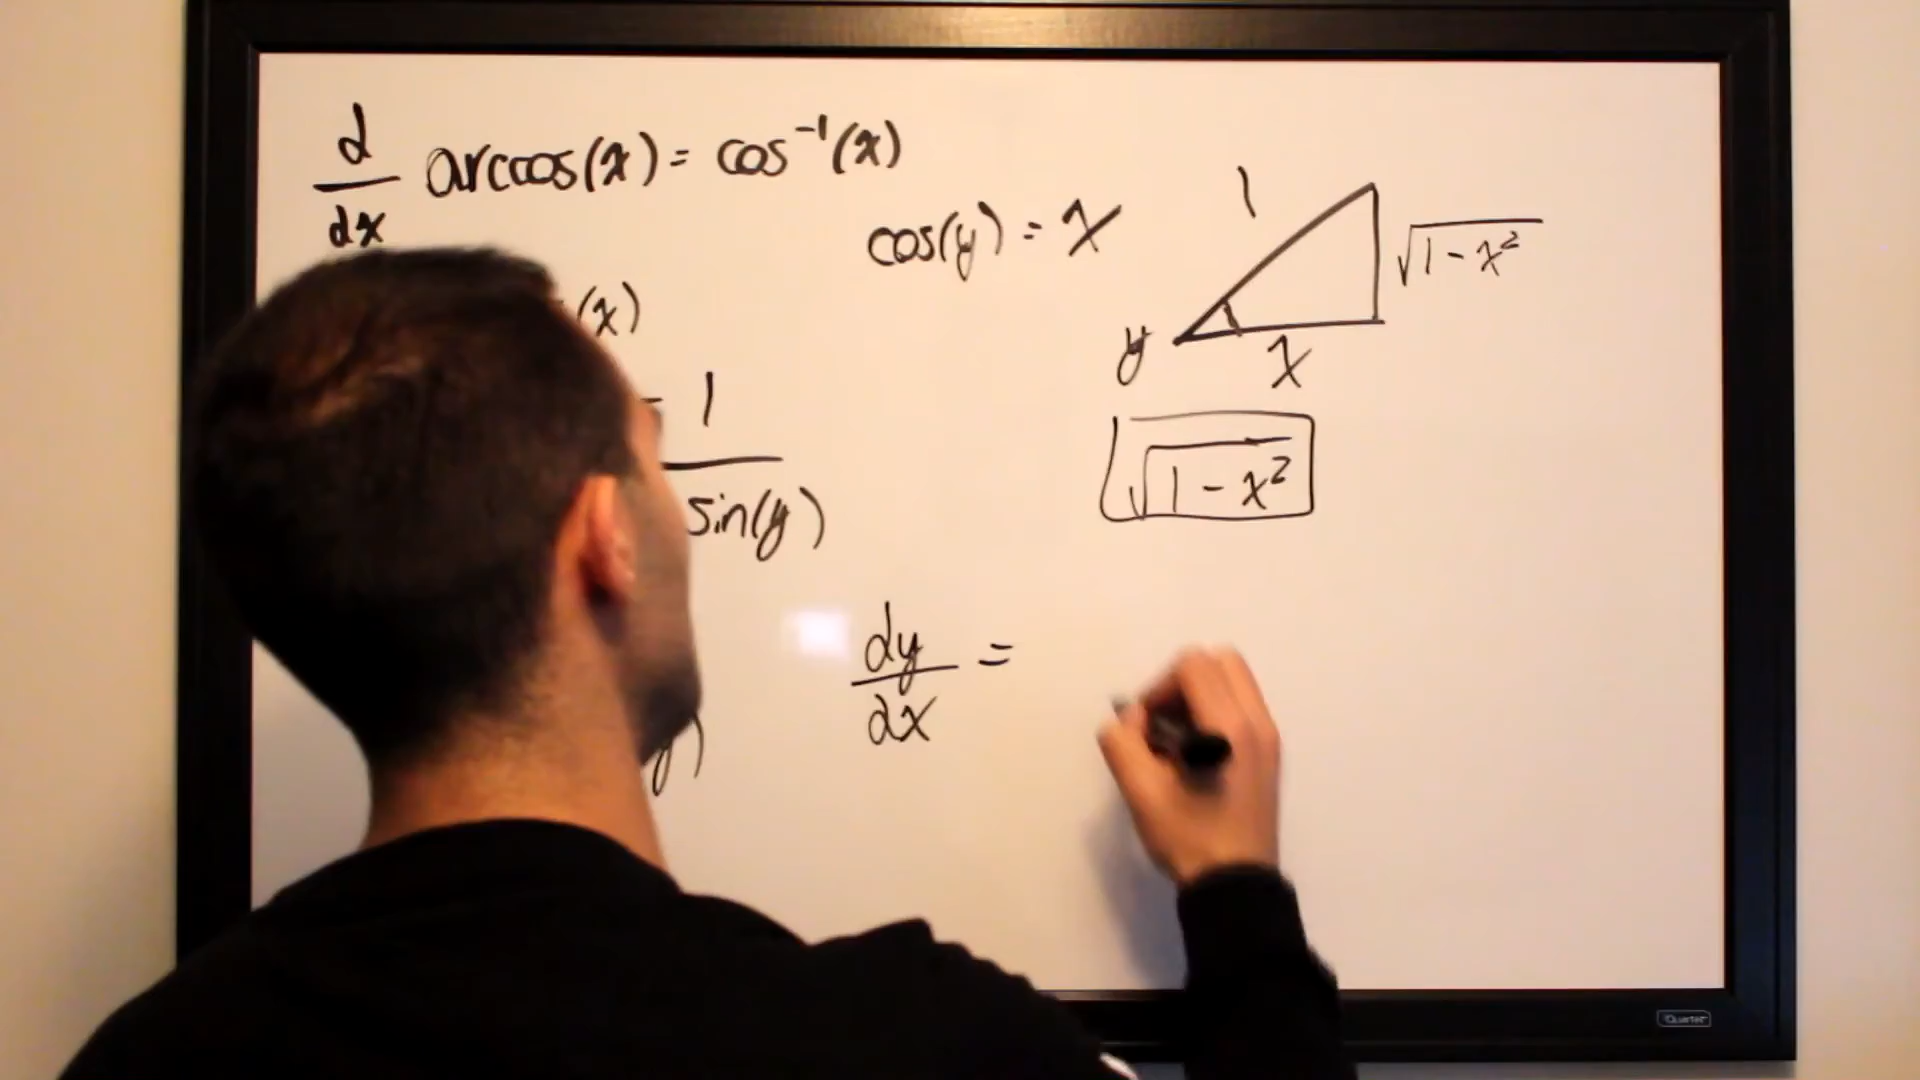 d/dx arccos(x) = cos⁻¹(x)
cos(y) = x
1
√1-x²
y
x
(x)
- 1
sin(y)
√1-x²
dy/dx =
y)
Quartet